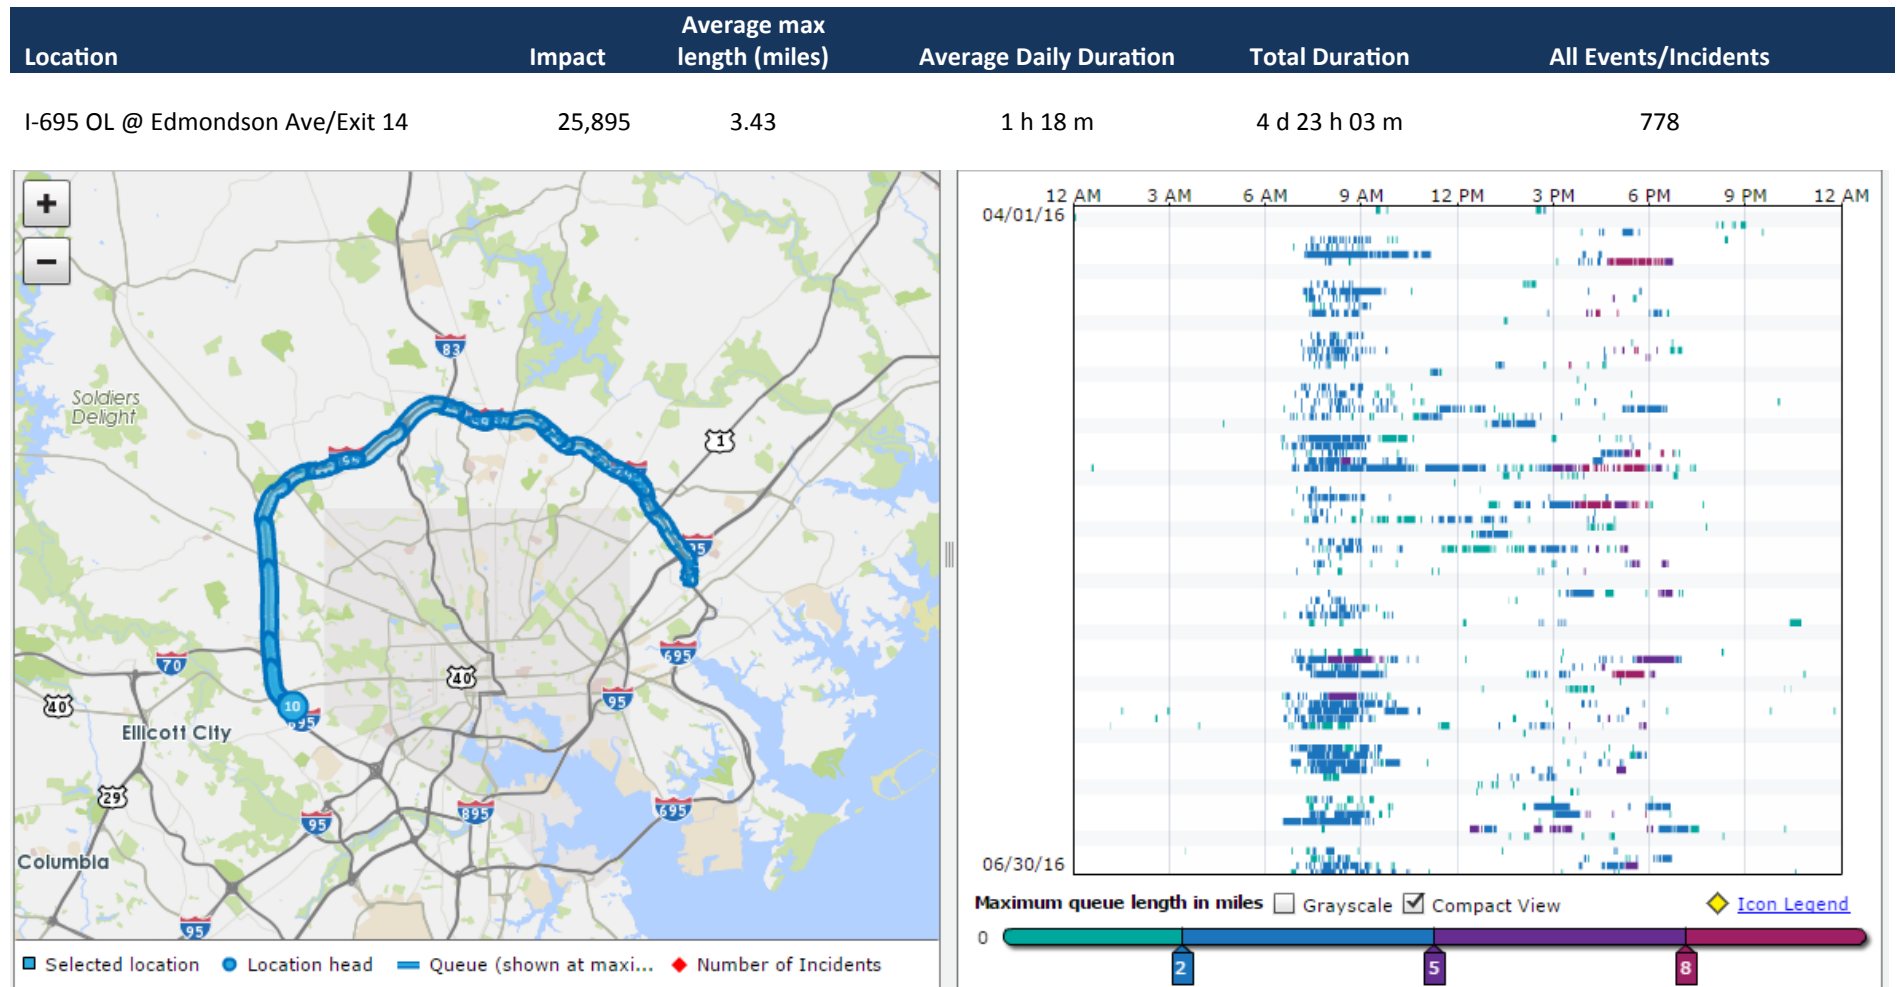 Location Impact Average max length (miles) Average Daily Duration Total Duration All Events/Incidents
I-695 OL @ Edmondson Ave/Exit 14 25,895 3.43 1 h 18 m 4 d 23 h 03 m 778
+
−
83
Soldiers
Delight
1
95
695
70
40
40
10
695
95
Ellicott City
29
95
895
695
Columbia
95
Selected location Location head Queue (shown at maxi... Number of Incidents
12 AM 3 AM 6 AM 9 AM 12 PM 3 PM 6 PM 9 PM 12 AM
04/01/16
06/30/16
Maximum queue length in miles Grayscale Compact View Icon Legend
0
2 5 8